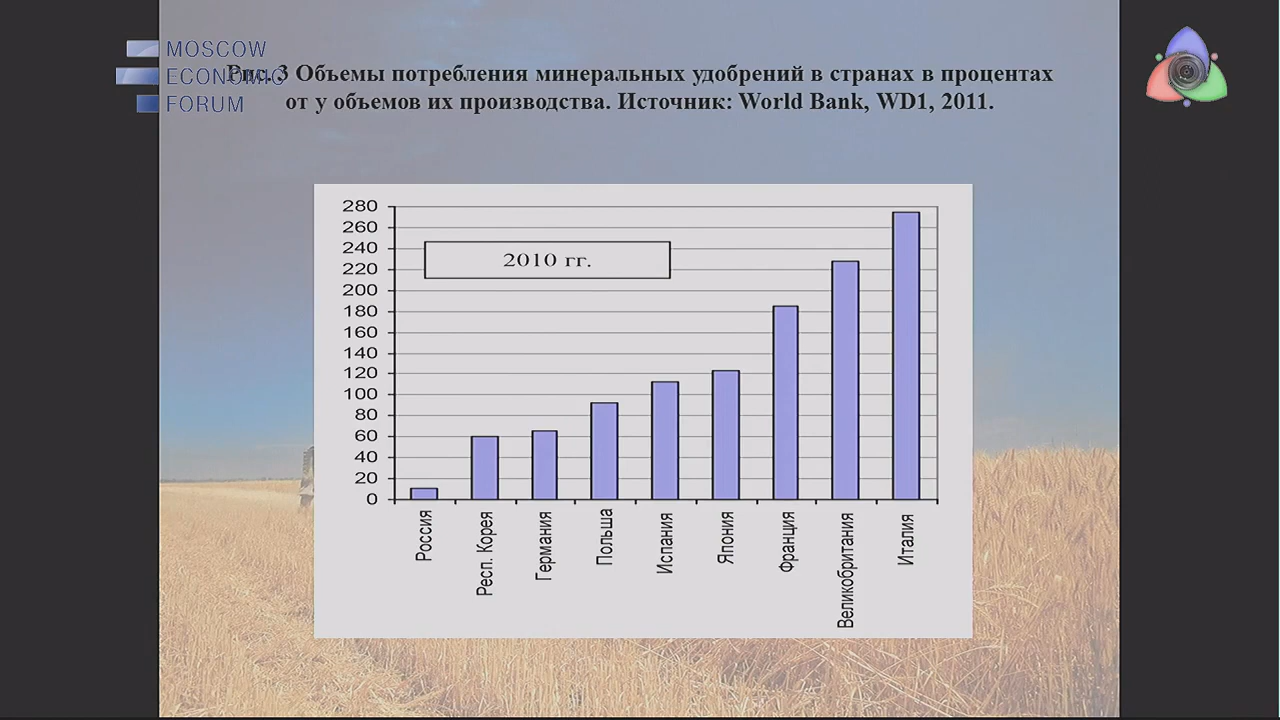 MOSCOW
ECONOMIC
FORUM
Рис. 3 Объемы потребления минеральных удобрений в странах в процентах
от у объемов их производства. Источник: World Bank, WD1, 2011.
2010 гг.
280
260
240
220
200
180
160
140
120
100
80
60
40
20
0
Россия
Респ. Корея
Германия
Польша
Испания
Япония
Франция
Великобритания
Италия